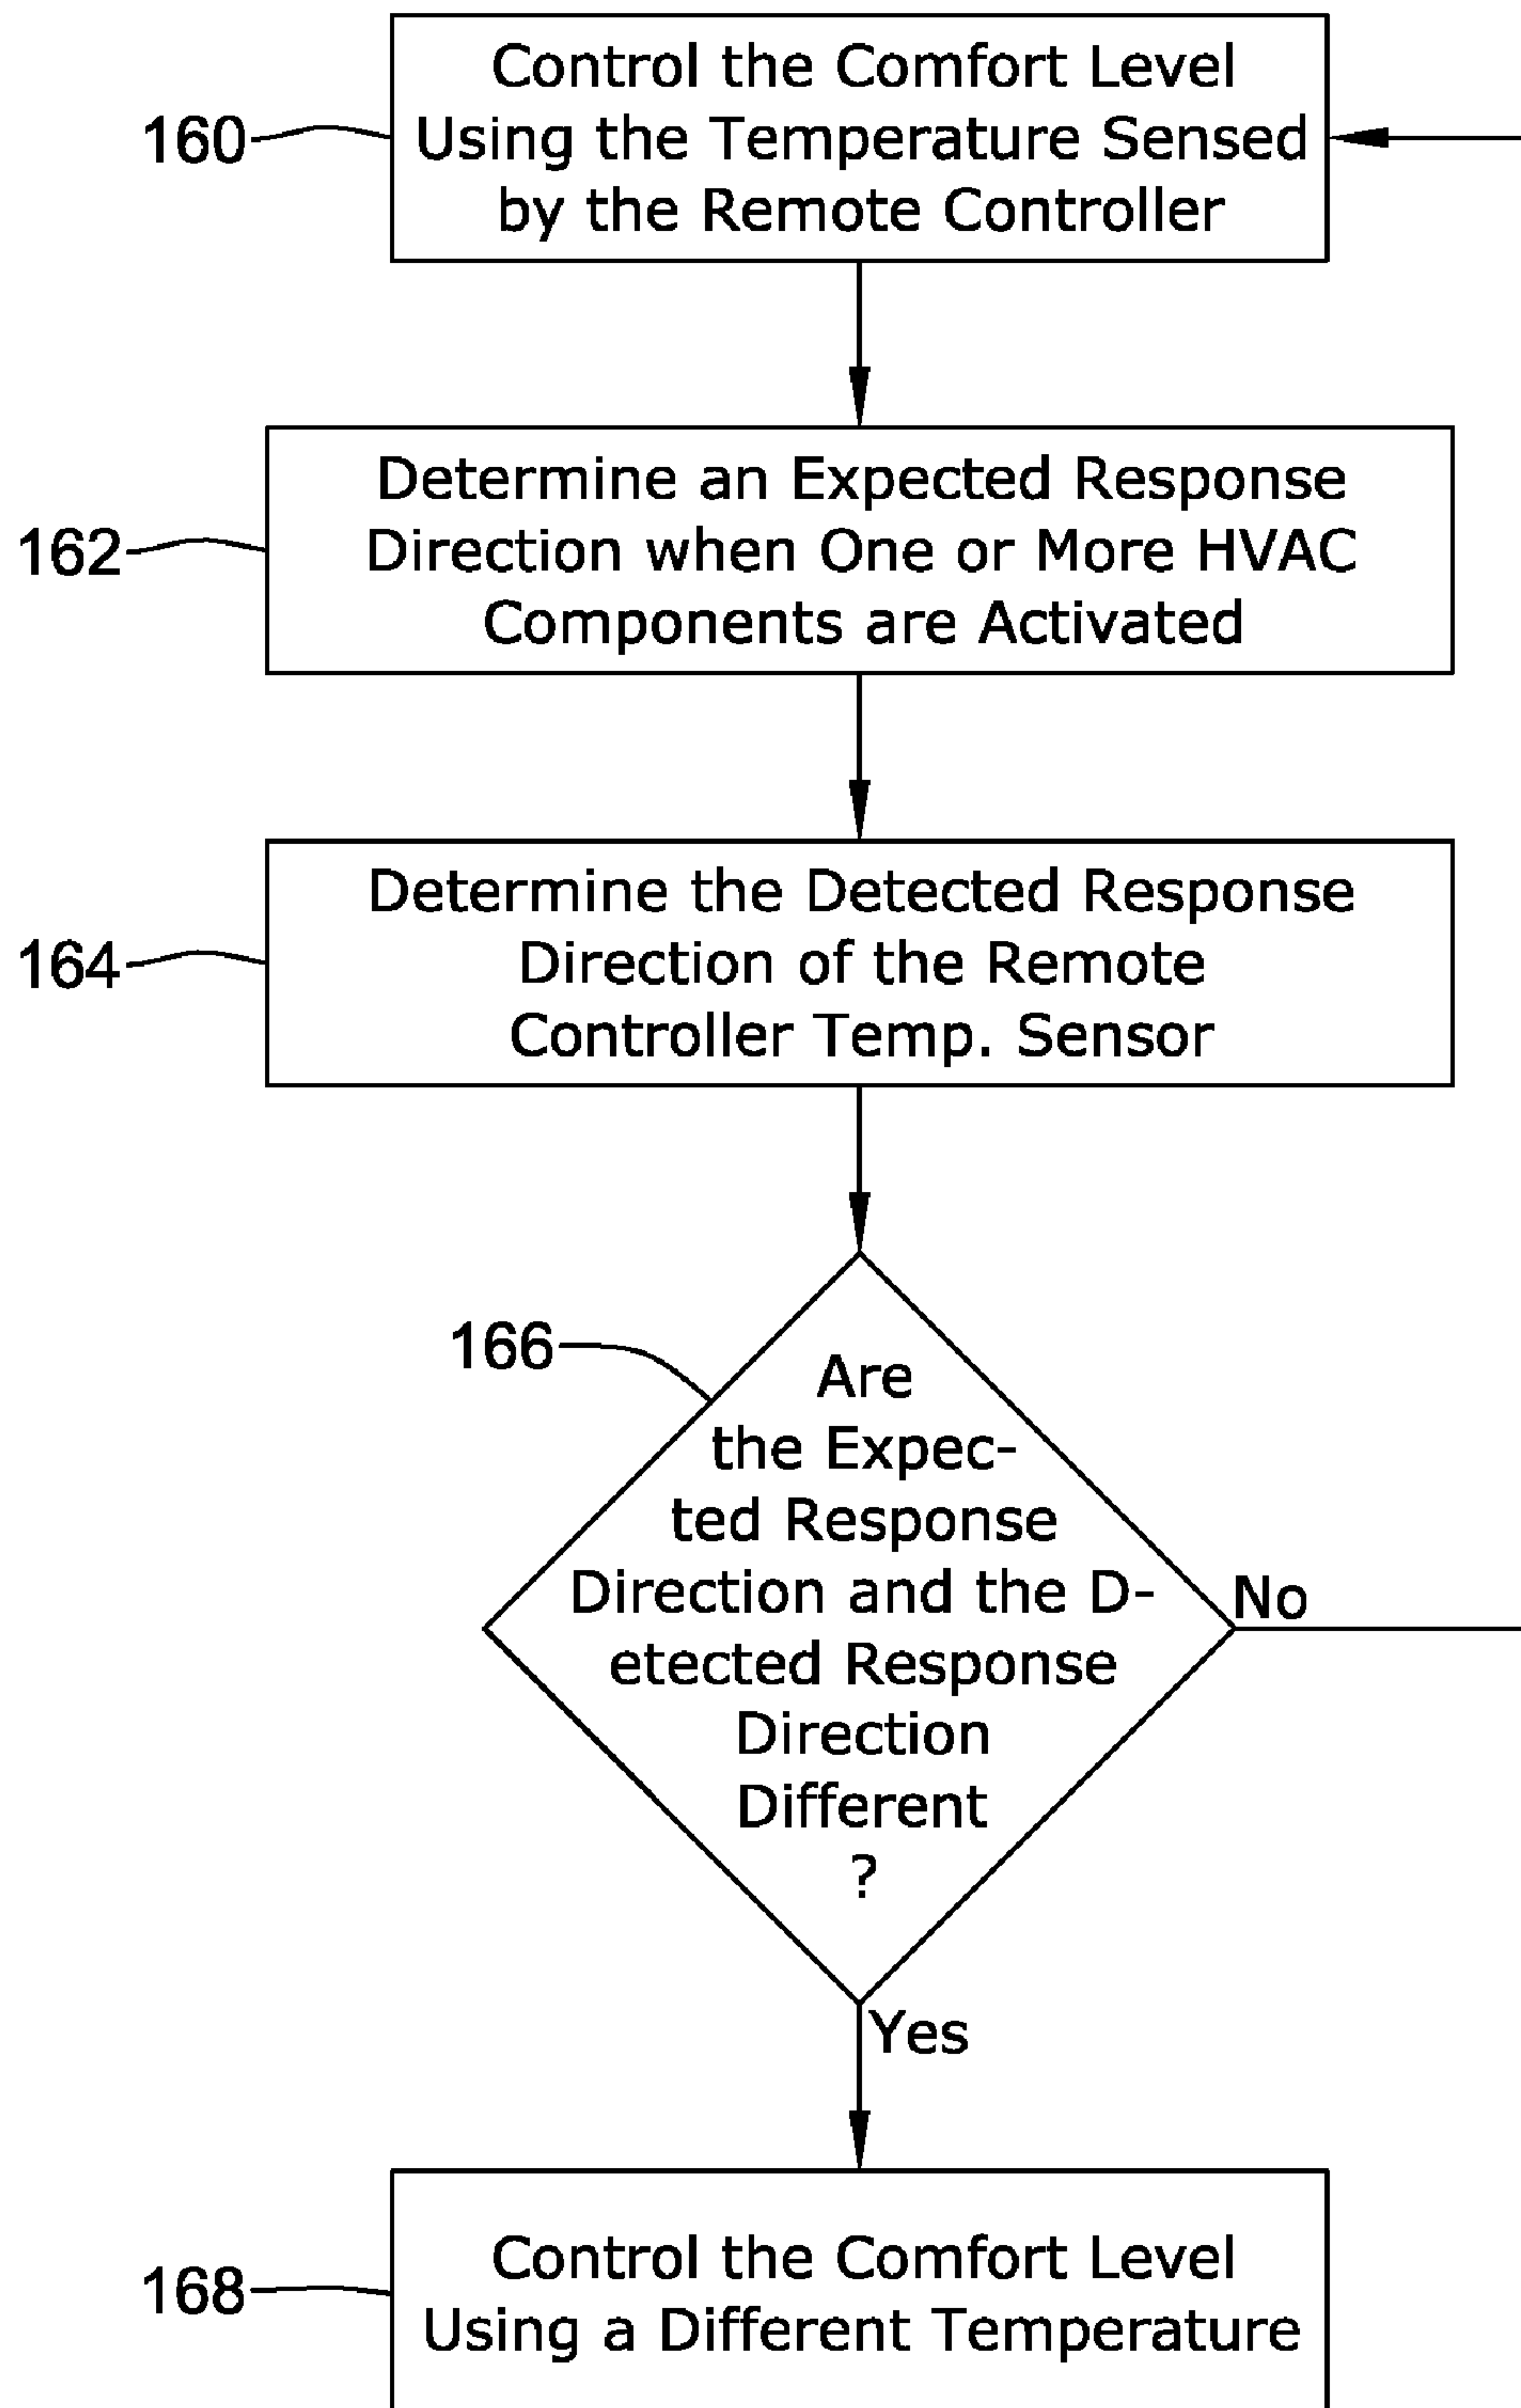 Control the Comfort Level
160
Using the Temperature Sensed
by the Remote Controller
Determine an Expected Response
162
Direction when One or More HVAC
Components are Activated
Determine the Detected Response
164
Direction of the Remote
Controller Temp. Sensor
166
Are
the Expec-
ted Response
Direction and the D-
No
etected Response
Direction
Different
?
Yes
Control the Comfort Level
168
Using a Different Temperature